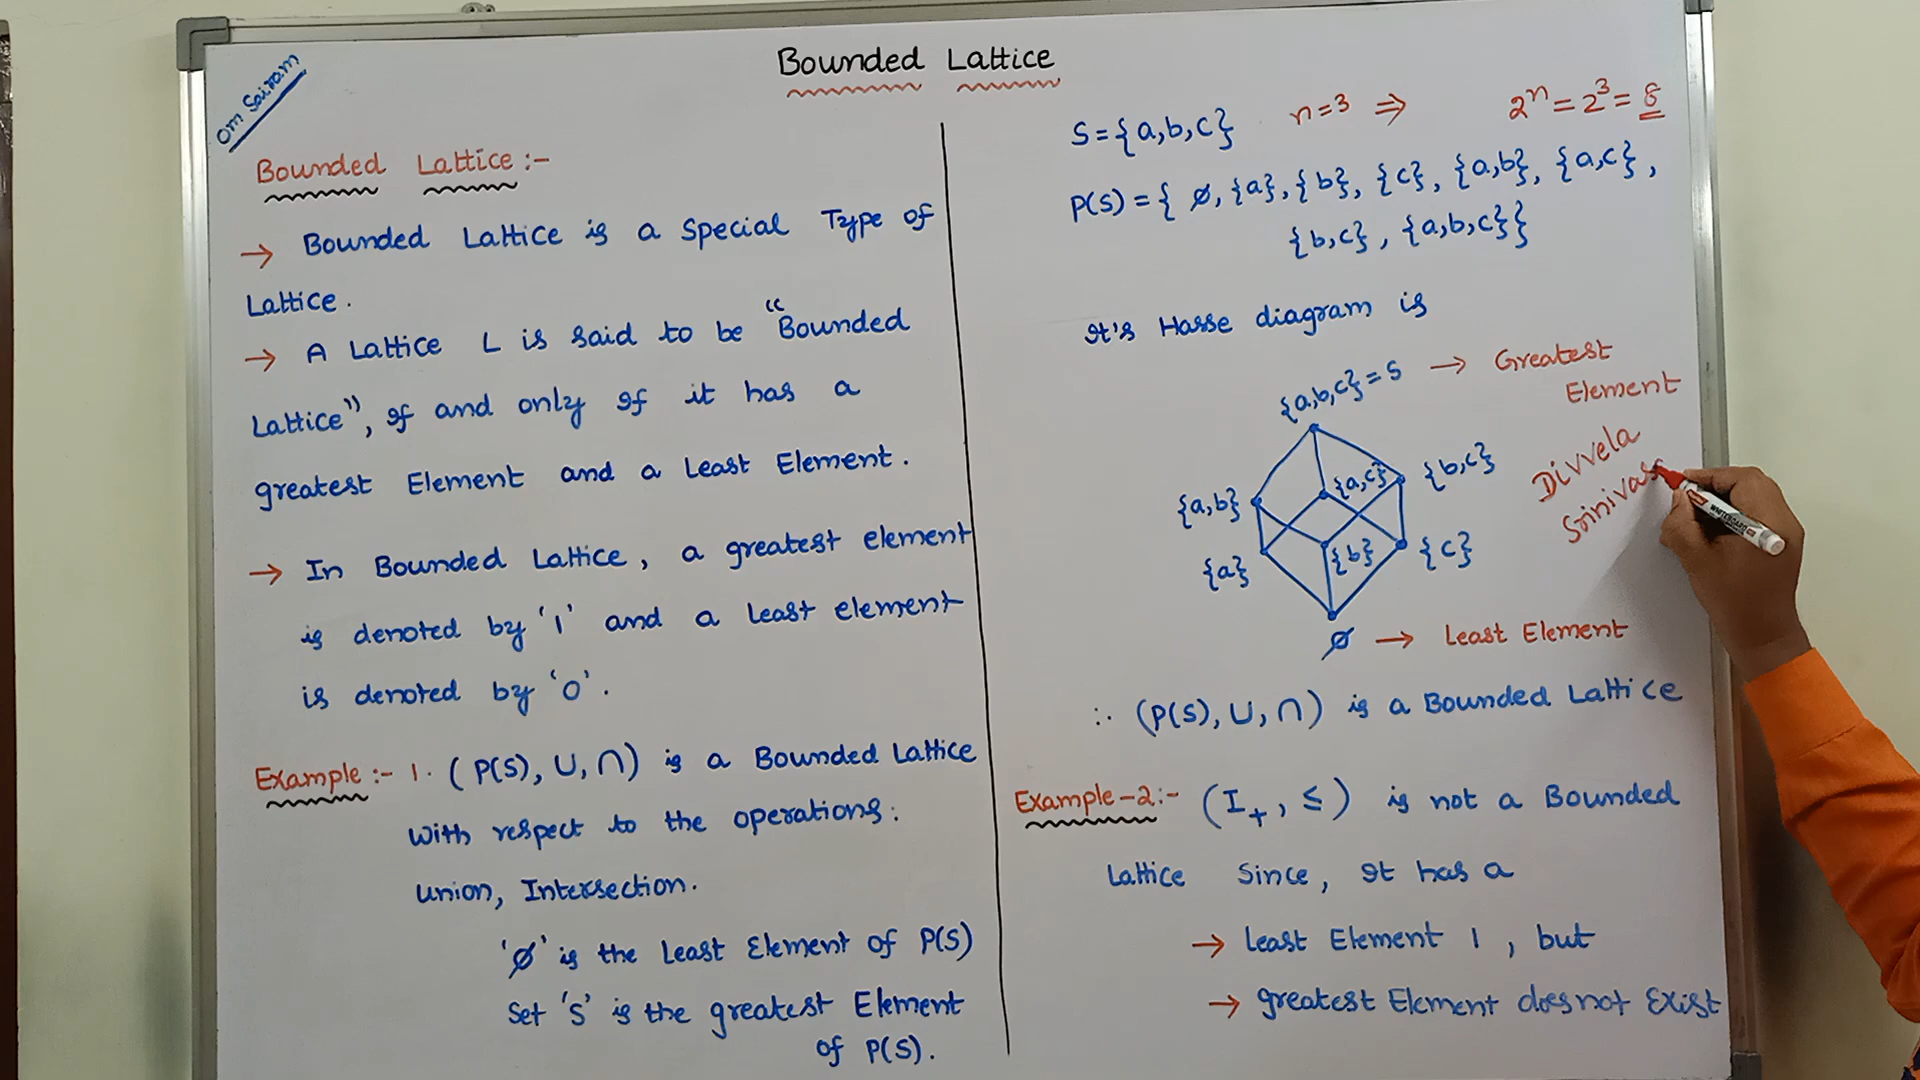 Bounded Lattice
Om Sairam
Bounded Lattice :-
→ Bounded Lattice is a Special Type of
Lattice.
→ A Lattice L is said to be "Bounded
Lattice", if and only if it has a
greatest Element and a Least Element.
→ In Bounded Lattice, a greatest element
is denoted by '1' and a Least element
is denoted by '0'.
Example :- 1. (P(S), ∪, ∩) is a Bounded Lattice
with respect to the operations:
union, Intersection.
'∅' is the Least Element of P(S)
Set 'S' is the greatest Element
of P(S).
S = {a,b,c} n=3 ⇒ 2ⁿ = 2³ = 8
P(S) = { ∅, {a}, {b}, {c}, {a,b}, {a,c},
{b,c}, {a,b,c}}
It's Hasse diagram is
{a,b,c} = S → Greatest
Element
{a,b} {a,c} {b,c}
{a} {b} {c}
∅ → Least Element
Divvela
Srinivas
∴ (P(S), ∪, ∩) is a Bounded Lattice
Example-2:- (I₊, ≤) is not a Bounded
Lattice Since, It has a
→ Least Element 1, but
→ greatest Element does not Exist
WHITEBOARD